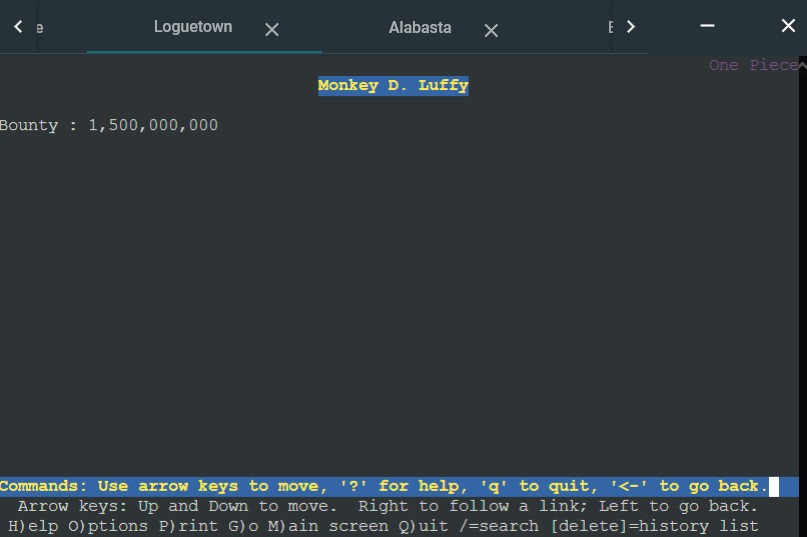 Loguetown
Alabasta
One Piece
Monkey D. Luffy
Bounty : 1,500,000,000
Commands: Use arrow keys to move, '?' for help, 'q' to quit, '<-' to go back.
Arrow keys: Up and Down to move.  Right to follow a link; Left to go back.
H)elp O)ptions P)rint G)o M)ain screen Q)uit /=search [delete]=history list